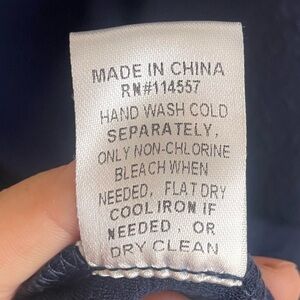 MADE IN CHINA
RN#114557
HAND WASH COLD
SEPARATELY,
ONLY NON-CHLORINE
BLEACH WHEN
NEEDED, FLAT DRY
COOL IRON IF
NEEDED, OR
DRY CLEAN